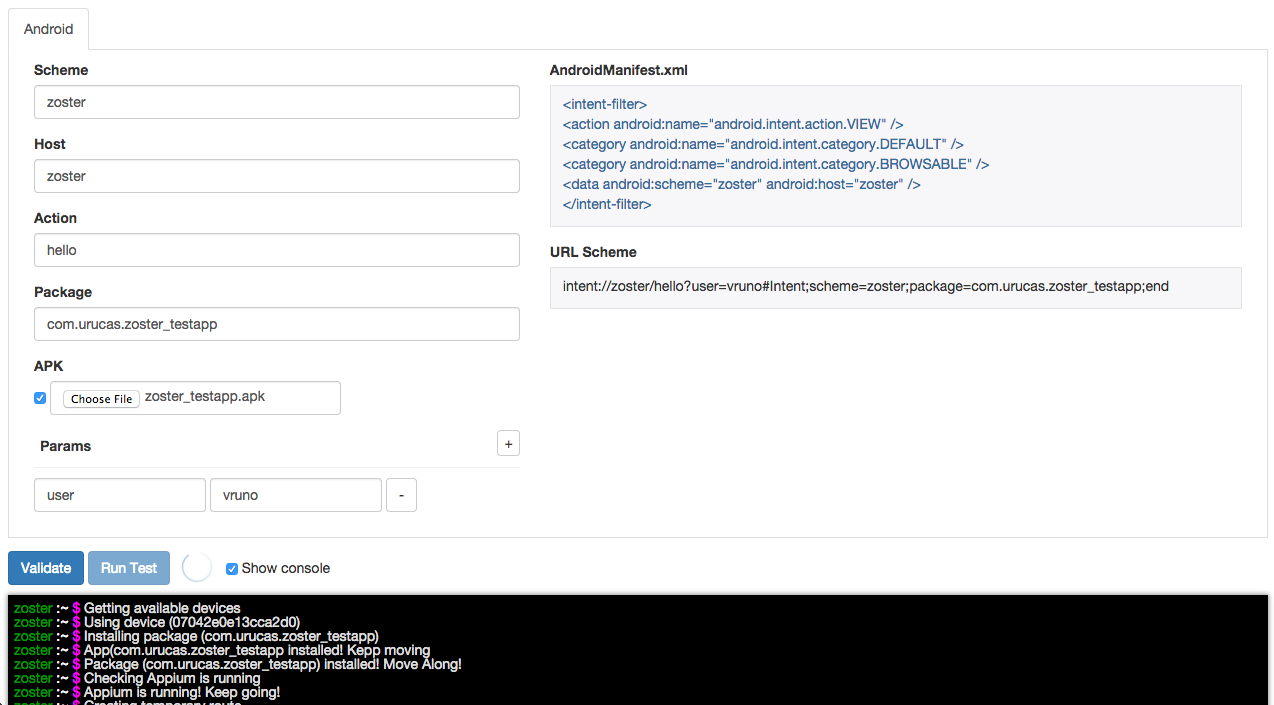 Android
Scheme
zoster
Host
zoster
Action
hello
Package
com.urucas.zoster_testapp
APK
Choose File zoster_testapp.apk
Params +
user vruno -
AndroidManifest.xml
<intent-filter>
<action android:name="android.intent.action.VIEW" />
<category android:name="android.intent.category.DEFAULT" />
<category android:name="android.intent.category.BROWSABLE" />
<data android:scheme="zoster" android:host="zoster" />
</intent-filter>
URL Scheme
intent://zoster/hello?user=vruno#Intent;scheme=zoster;package=com.urucas.zoster_testapp;end
Validate Run Test Show console
zoster :~ $ Getting available devices
zoster :~ $ Using device (07042e0e13cca2d0)
zoster :~ $ Installing package (com.urucas.zoster_testapp)
zoster :~ $ App(com.urucas.zoster_testapp installed! Kepp moving
zoster :~ $ Package (com.urucas.zoster_testapp) installed! Move Along!
zoster :~ $ Checking Appium is running
zoster :~ $ Appium is running! Keep going!
zoster :~ $ Creating temporary route